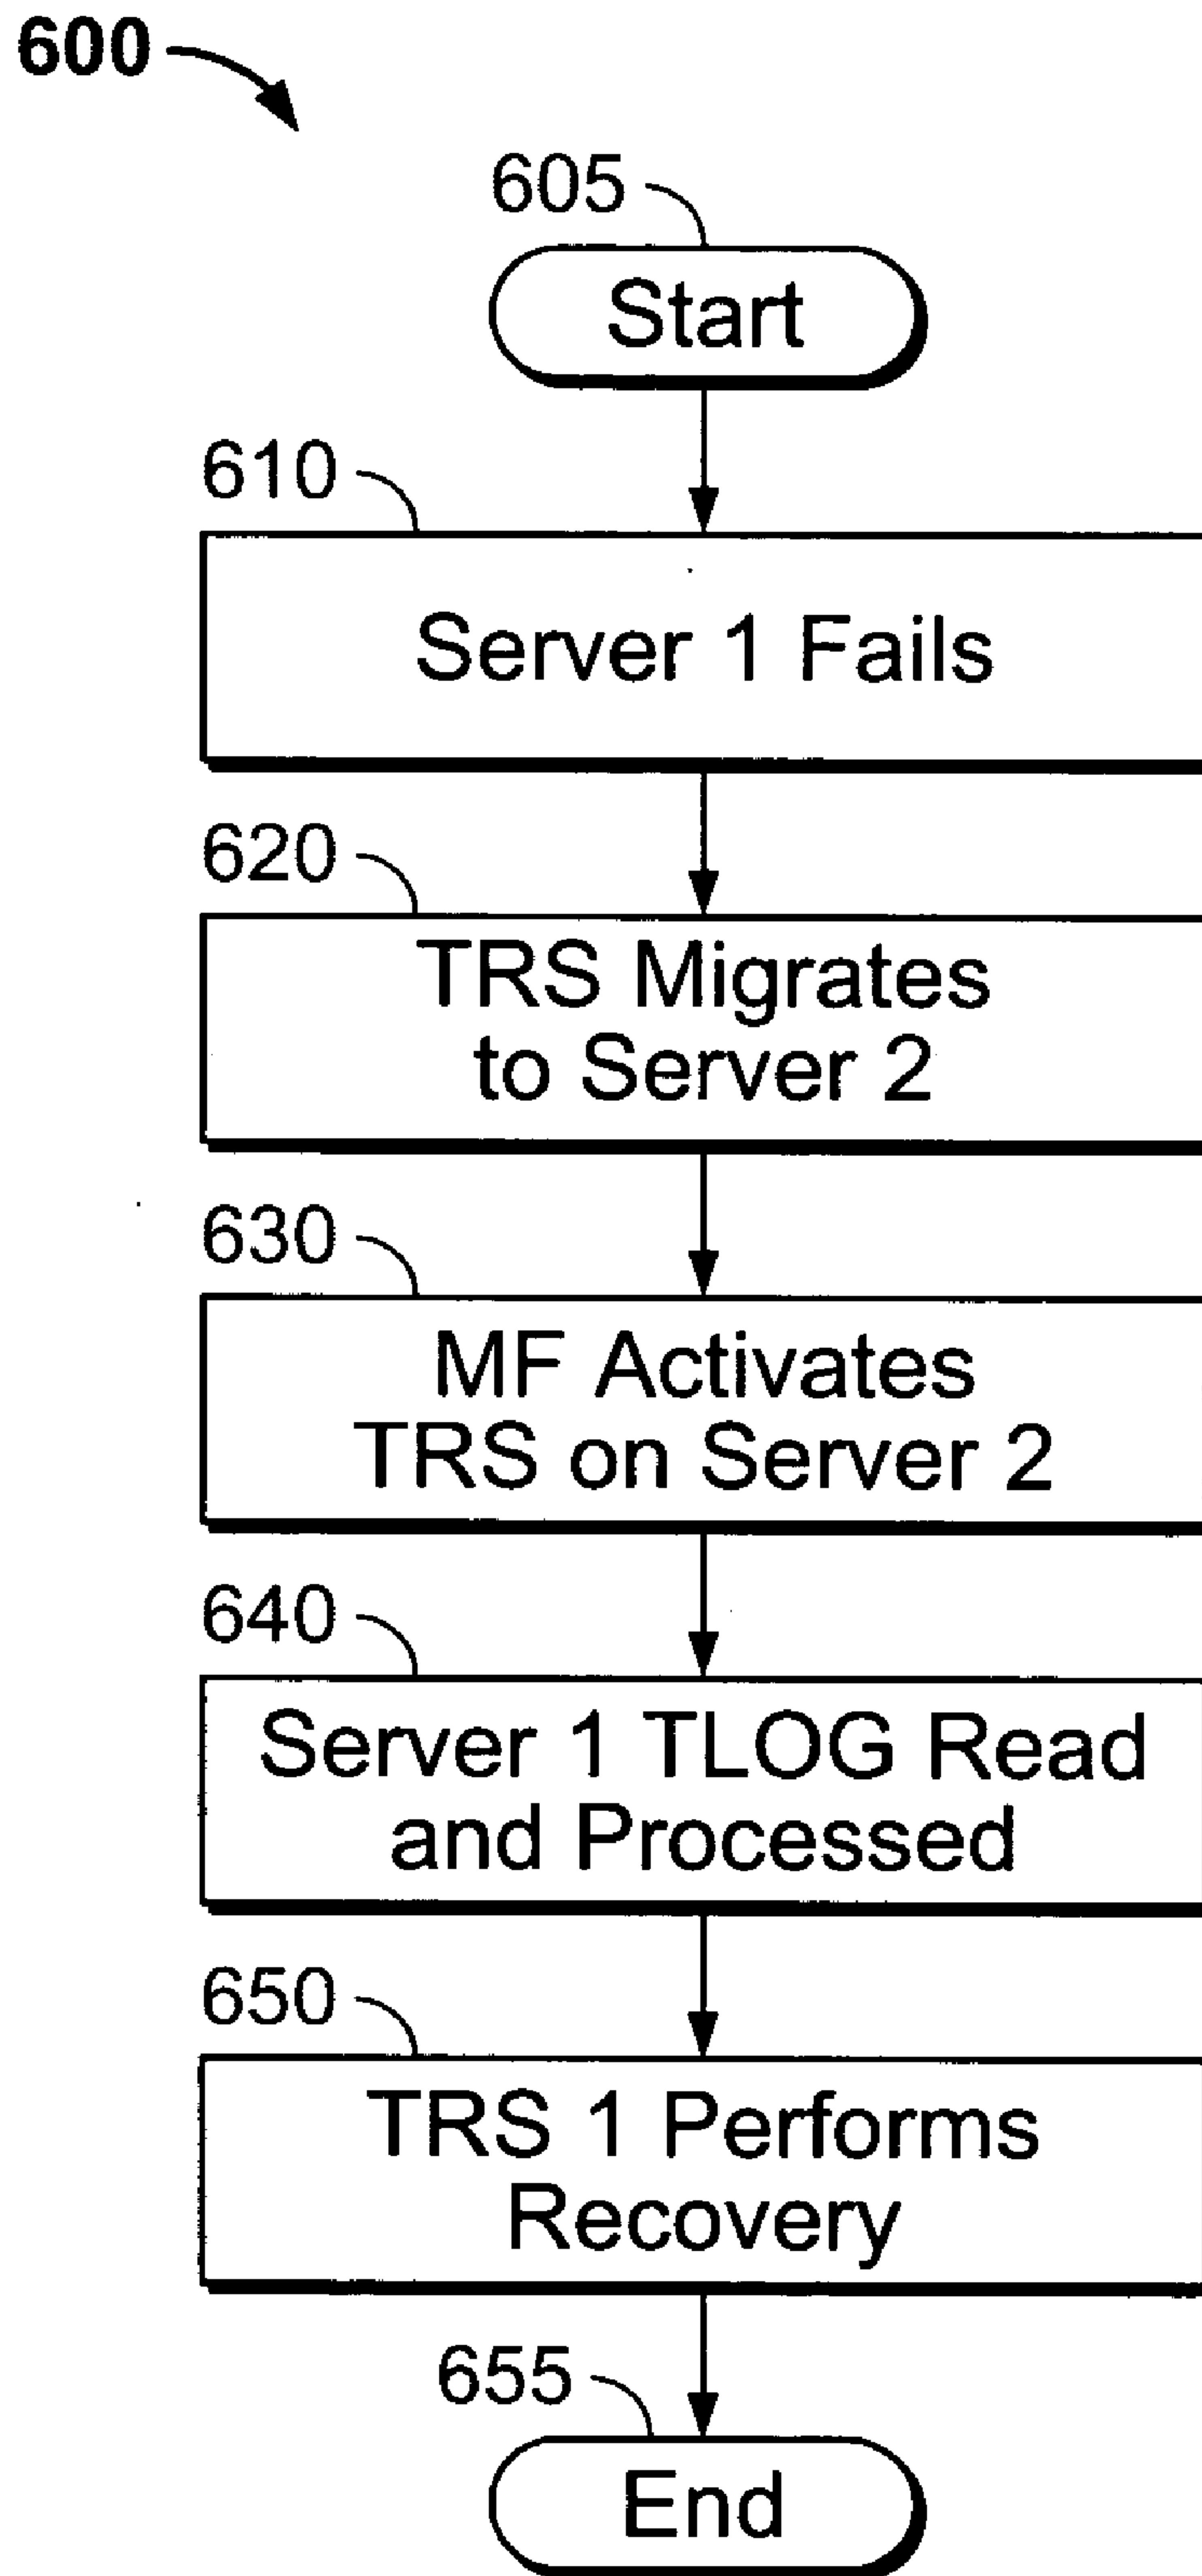 600
605
Start
610
Server 1 Fails
620
TRS Migrates
to Server 2
630
MF Activates
TRS on Server 2
640
Server 1 TLOG Read
and Processed
650
TRS 1 Performs
Recovery
655
End